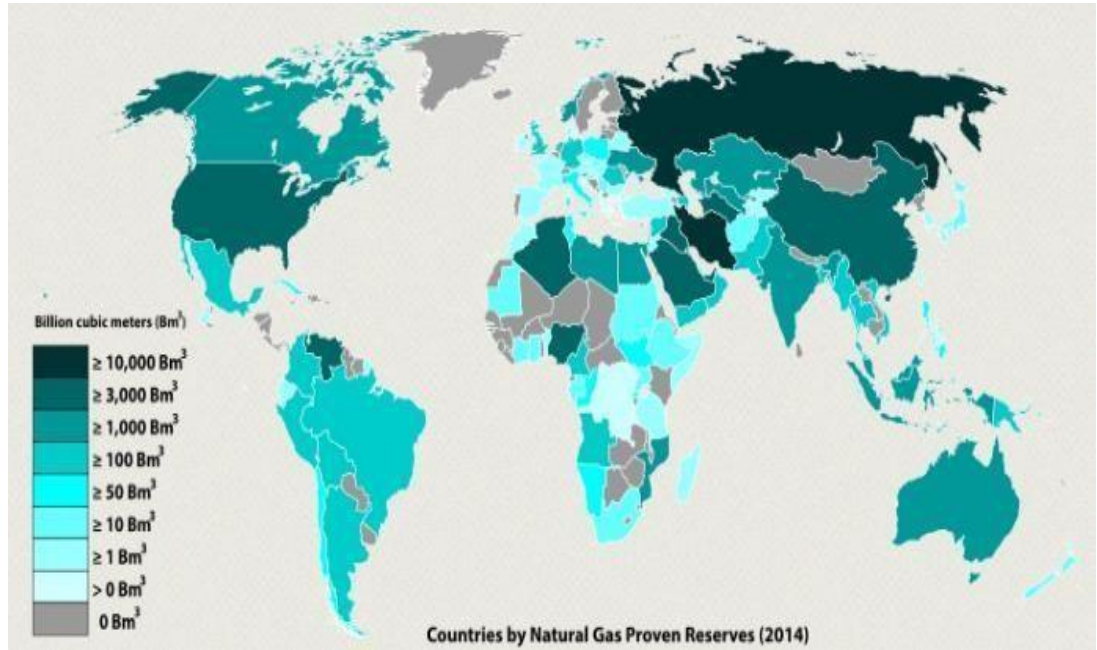 Billion cubic meters (Bm³)
≥ 10,000 Bm³
≥ 3,000 Bm³
≥ 1,000 Bm³
≥ 100 Bm³
≥ 50 Bm³
≥ 10 Bm³
≥ 1 Bm³
> 0 Bm³
0 Bm³
Countries by Natural Gas Proven Reserves (2014)